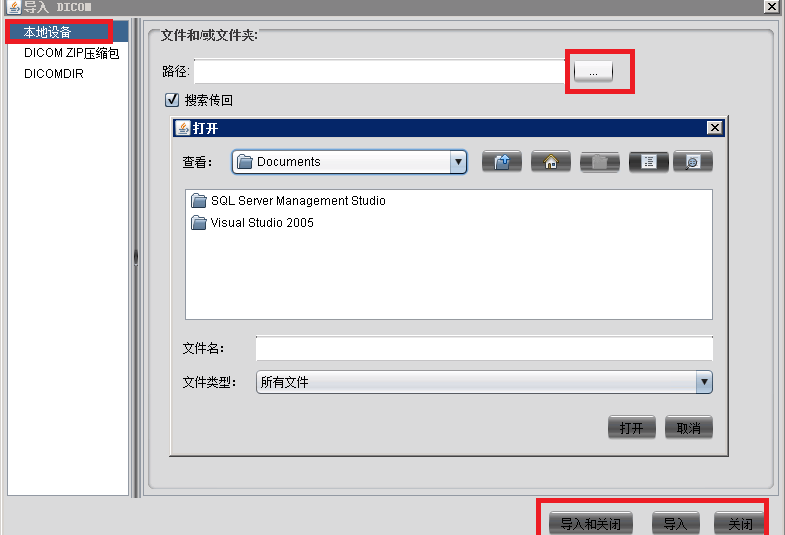 导入 DICOM
本地设备
DICOM ZIP压缩包
DICOMDIR
文件和/或文件夹:
路径:
...
搜索传回
打开
查看:
Documents
SQL Server Management Studio
Visual Studio 2005
文件名:
文件类型:
所有文件
打开
取消
导入和关闭
导入
关闭